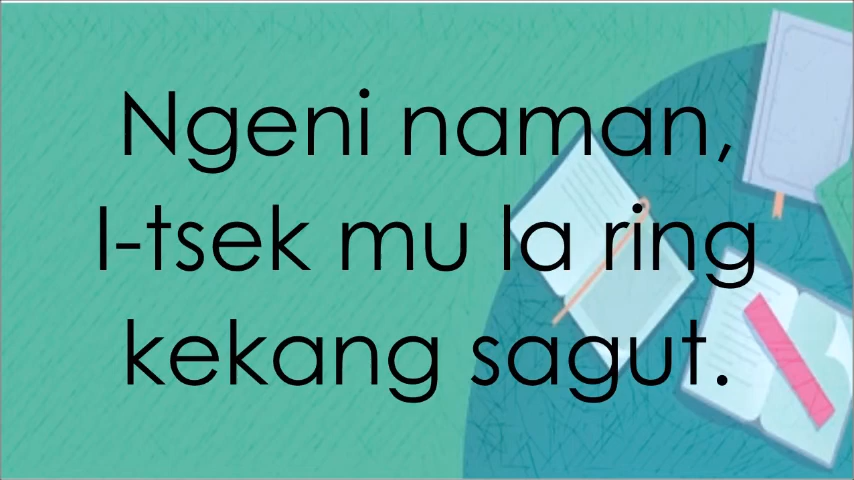 Ngeni naman,
I-tsek mu la ring
kekang sagut.